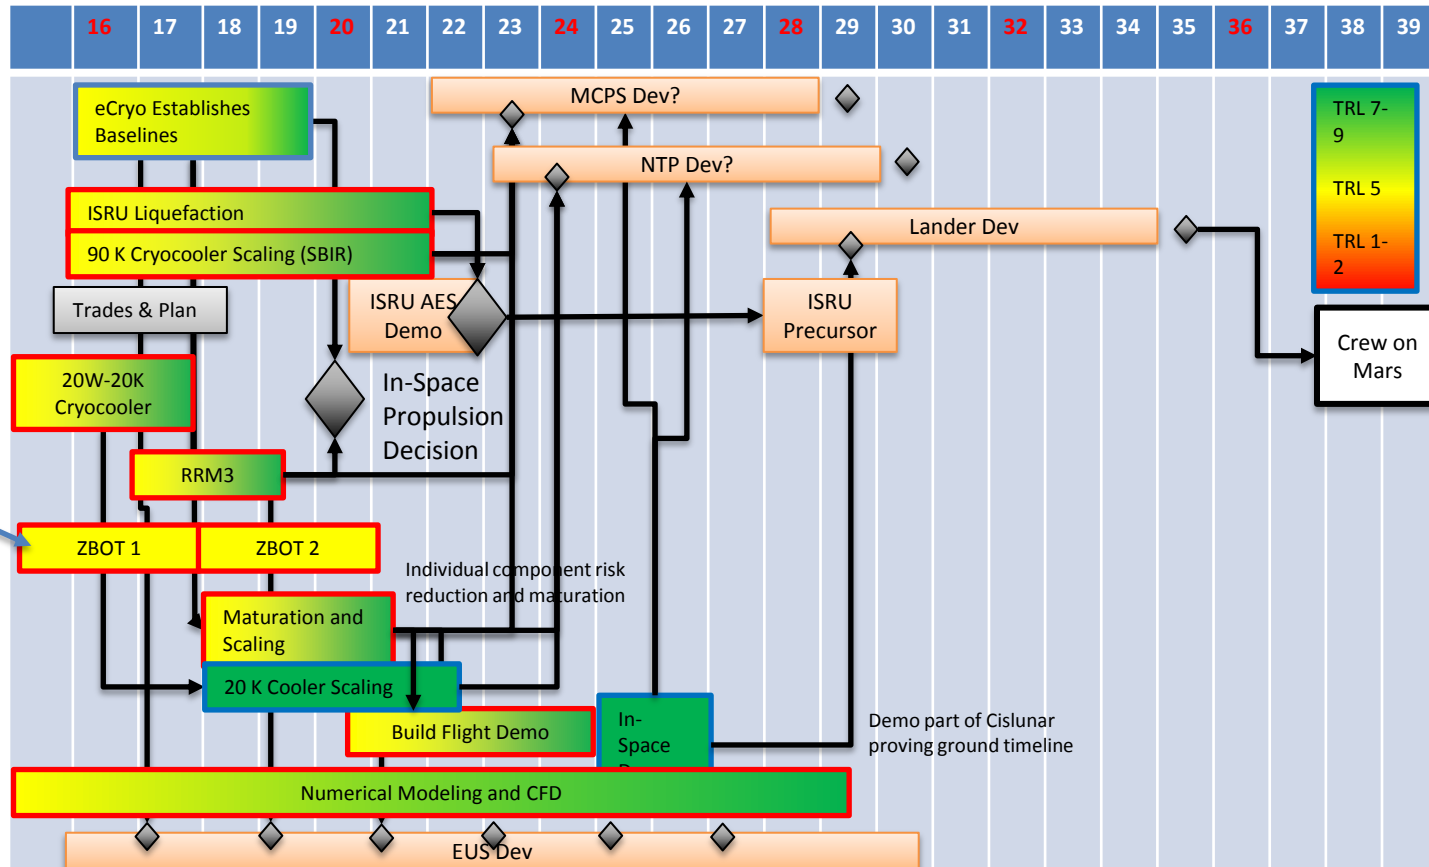 16 17 18 19 20 21 22 23 24 25 26 27 28 29 30 31 32 33 34 35 36 37 38 39
eCryo Establishes
Baselines
MCPS Dev?
NTP Dev?
TRL 7-
9
TRL 5
TRL 1-
2
ISRU Liquefaction
90 K Cryocooler Scaling (SBIR)
Lander Dev
Trades & Plan
ISRU AES
Demo
ISRU
Precursor
Crew on
Mars
20W-20K
Cryocooler
In-Space
Propulsion
Decision
RRM3
ZBOT 1
ZBOT 2
Individual component risk
reduction and maturation
Maturation and
Scaling
20 K Cooler Scaling
Build Flight Demo
In-
Space
Demo part of Cislunar
proving ground timeline
Numerical Modeling and CFD
EUS Dev